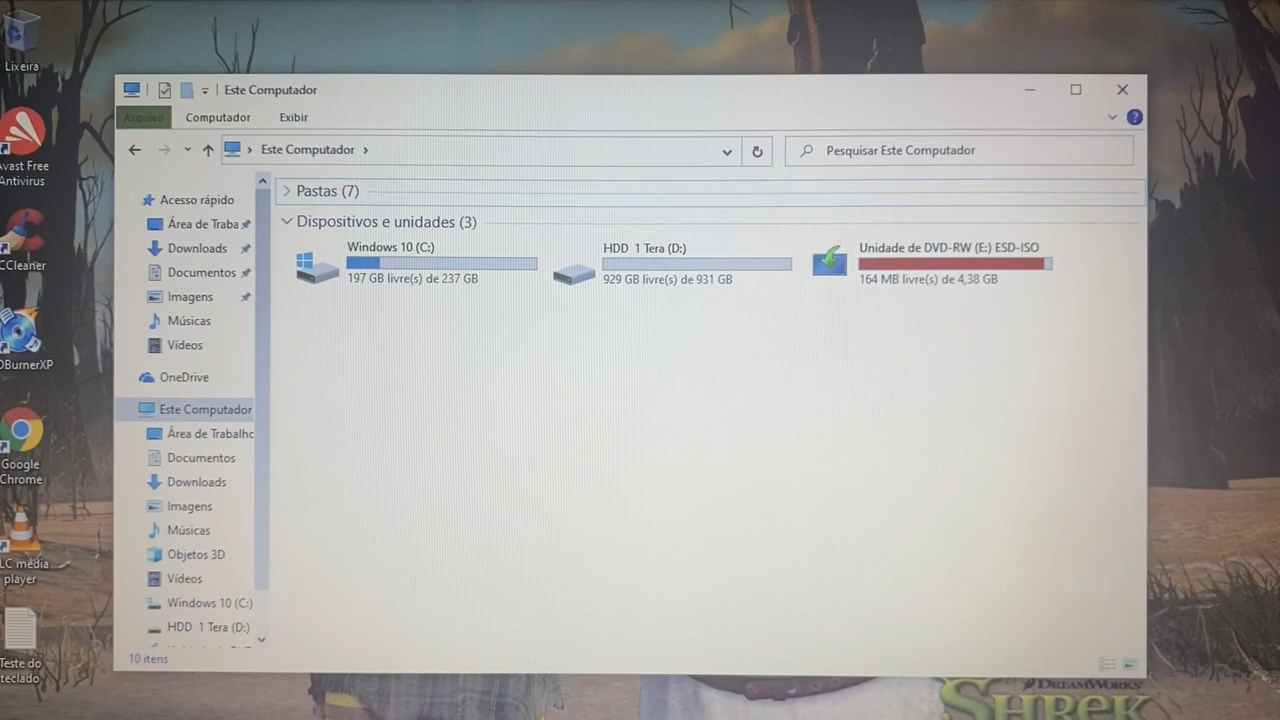 Lixeira
Avast Free
Antivirus
CCleaner
DBurnerXP
Google
Chrome
LC media
player
Teste do
teclado
Este Computador
Arquivo
Computador
Exibir
Este Computador
Pesquisar Este Computador
Acesso rápido
Área de Traba
Downloads
Documentos
Imagens
Músicas
Vídeos
OneDrive
Este Computador
Área de Trabalho
Documentos
Downloads
Imagens
Músicas
Objetos 3D
Vídeos
Windows 10 (C:)
HDD 1 Tera (D:)
10 itens
Pastas (7)
Dispositivos e unidades (3)
Windows 10 (C:)
197 GB livre(s) de 237 GB
HDD 1 Tera (D:)
929 GB livre(s) de 931 GB
Unidade de DVD-RW (E:) ESD-ISO
164 MB livre(s) de 4,38 GB
DREAMWORKS
SHREK